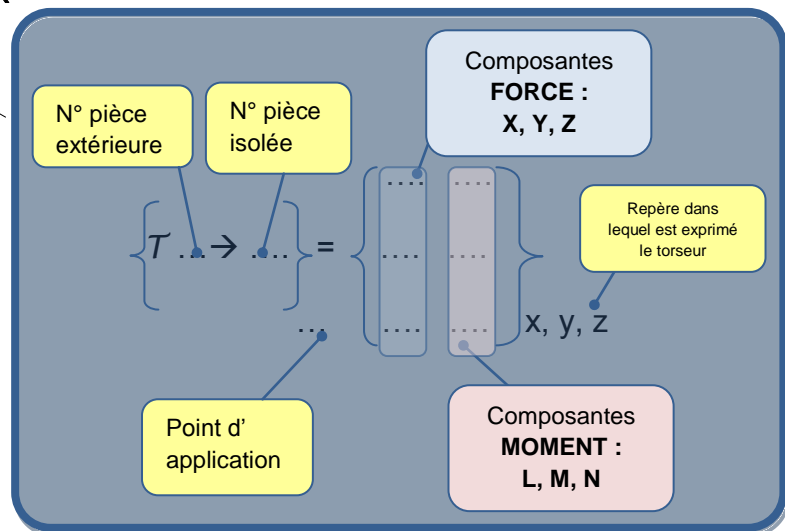 Composantes
FORCE :
X, Y, Z
N° pièce
extérieure
N° pièce
isolée
Repère dans
lequel est exprimé
le torseur
.... ....
{T ...→ ....} = {.... ....}
... .... .... x, y, z
Point d'
application
Composantes
MOMENT :
L, M, N